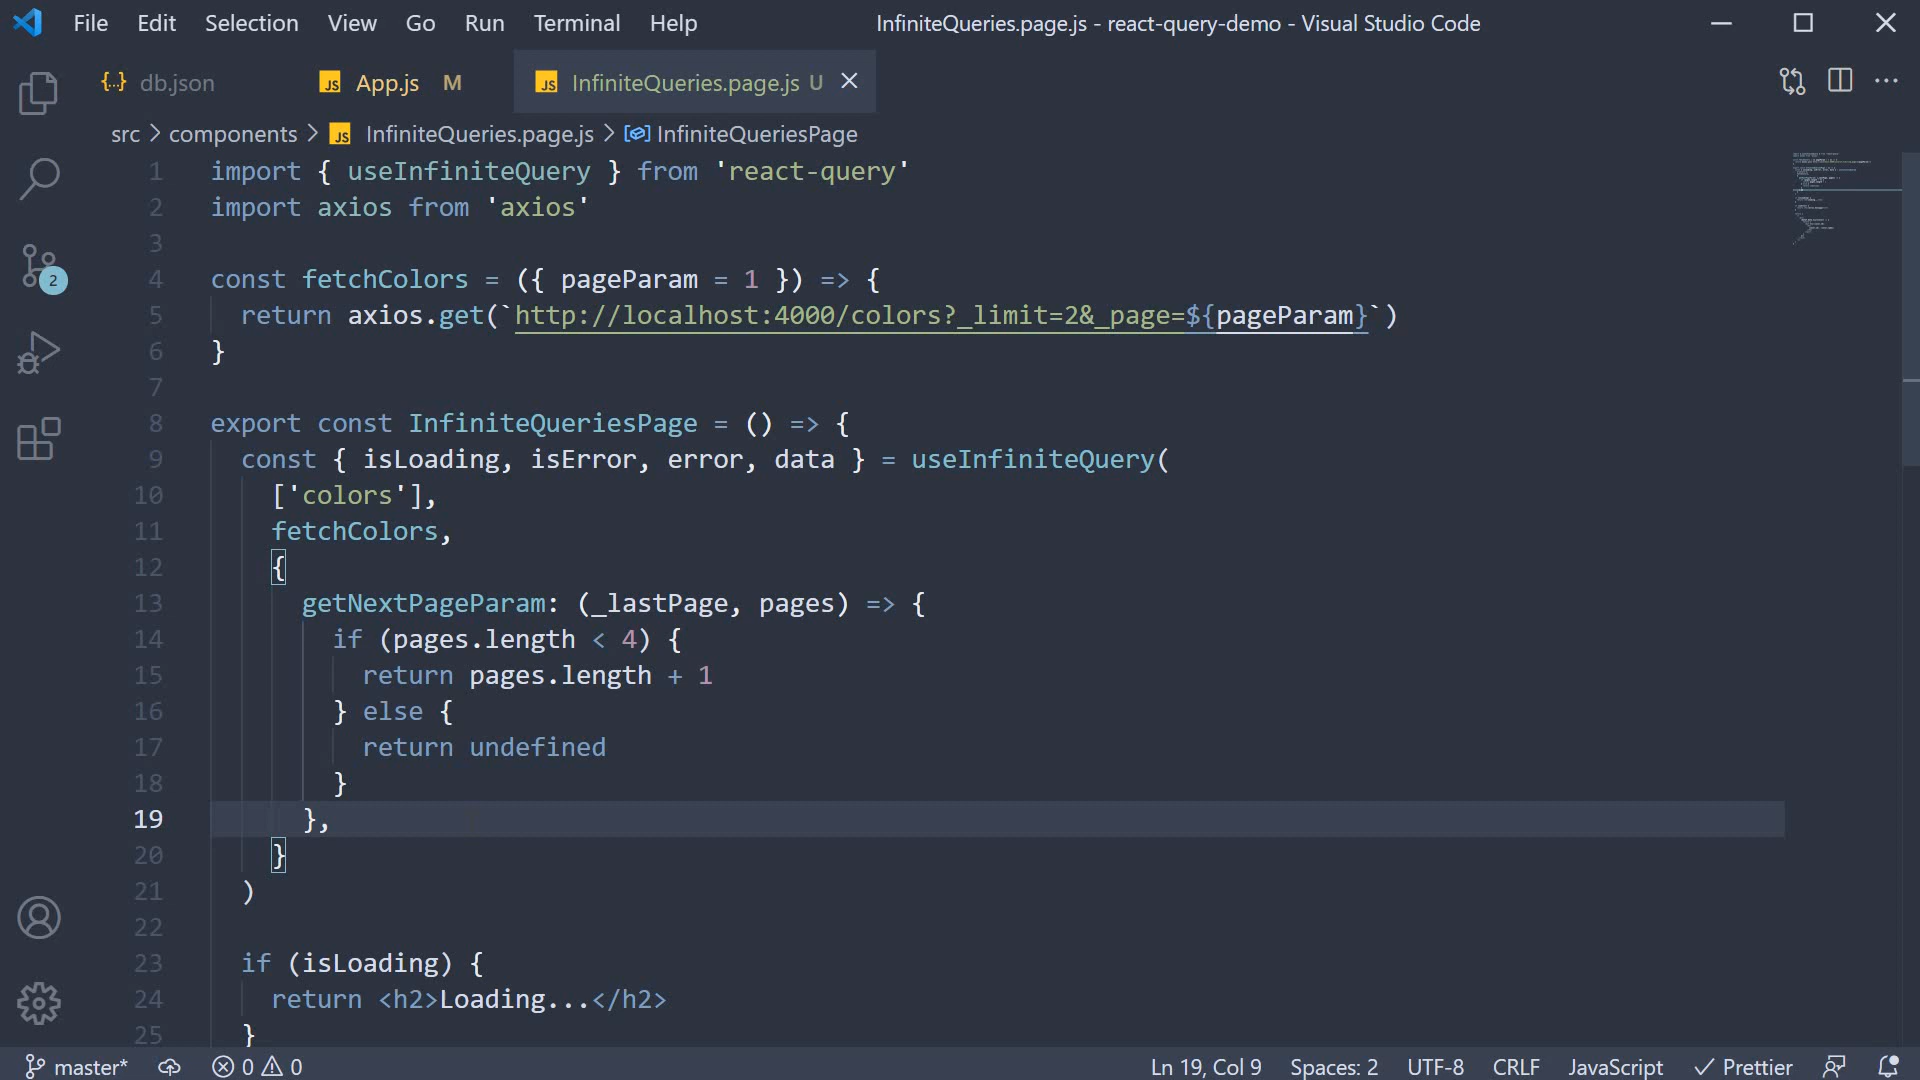 File Edit Selection View Go Run Terminal Help InfiniteQueries.page.js - react-query-demo - Visual Studio Code
{..} db.json JS App.js M JS InfiniteQueries.page.js U
src > components > JS InfiniteQueries.page.js > InfiniteQueriesPage
1 import { useInfiniteQuery } from 'react-query'
2 import axios from 'axios'
3
4 const fetchColors = ({ pageParam = 1 }) => {
5 return axios.get(`http://localhost:4000/colors?_limit=2&_page=${pageParam}`)
6 }
7
8 export const InfiniteQueriesPage = () => {
9 const { isLoading, isError, error, data } = useInfiniteQuery(
10 ['colors'],
11 fetchColors,
12 {
13 getNextPageParam: (_lastPage, pages) => {
14 if (pages.length < 4) {
15 return pages.length + 1
16 } else {
17 return undefined
18 }
19 },
20 }
21 )
22
23 if (isLoading) {
24 return <h2>Loading...</h2>
25 }
2
master* 0 0 Ln 19, Col 9 Spaces: 2 UTF-8 CRLF JavaScript Prettier